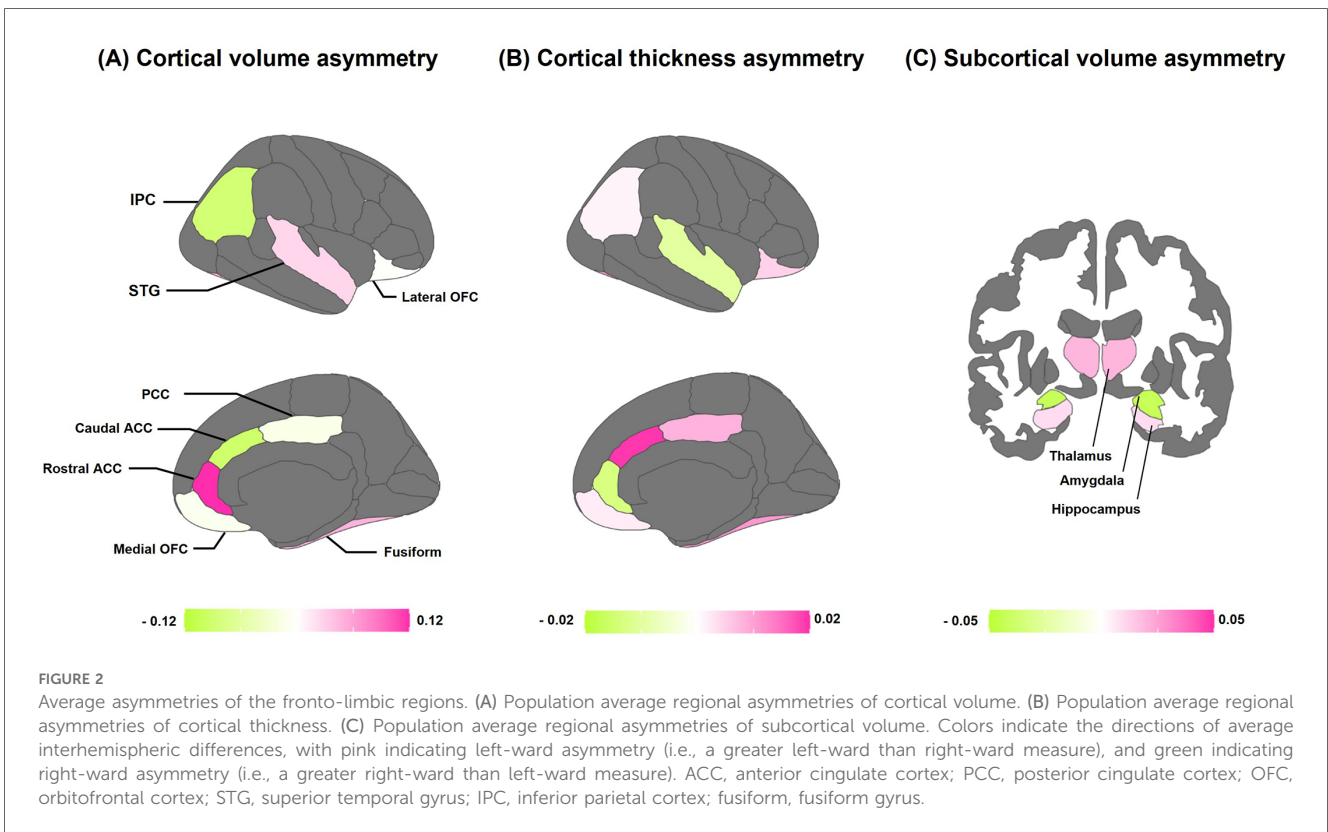 (A) Cortical volume asymmetry
(B) Cortical thickness asymmetry
(C) Subcortical volume asymmetry
IPC
STG
Lateral OFC
PCC
Caudal ACC
Rostral ACC
Medial OFC
Fusiform
Thalamus
Amygdala
Hippocampus
- 0.12
0.12
- 0.02
0.02
- 0.05
0.05
FIGURE 2
Average asymmetries of the fronto-limbic regions. (A) Population average regional asymmetries of cortical volume. (B) Population average regional
asymmetries of cortical thickness. (C) Population average regional asymmetries of subcortical volume. Colors indicate the directions of average
interhemispheric differences, with pink indicating left-ward asymmetry (i.e., a greater left-ward than right-ward measure), and green indicating
right-ward asymmetry (i.e., a greater right-ward than left-ward measure). ACC, anterior cingulate cortex; PCC, posterior cingulate cortex; OFC,
orbitofrontal cortex; STG, superior temporal gyrus; IPC, inferior parietal cortex; fusiform, fusiform gyrus.